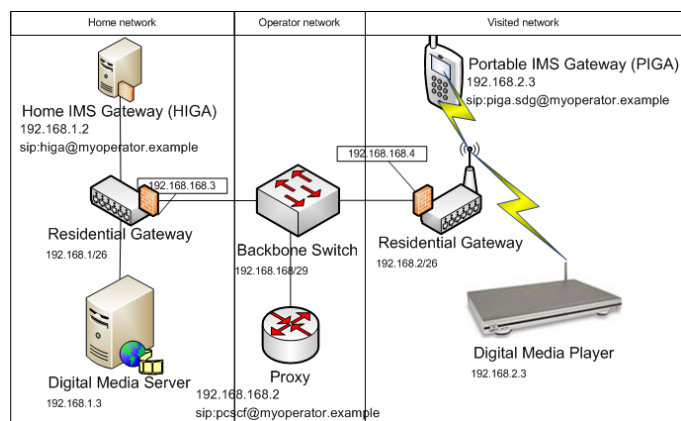 Home network
Operator network
Visited network
Home IMS Gateway (HIGA)
192.168.1.2
sip:higa@myoperator.example
Portable IMS Gateway (PIGA)
192.168.2.3
sip:piga.sdg@myoperator.example
192.168.168.3
192.168.168.4
Residential Gateway
192.168.1/26
Backbone Switch
192.168.168/29
Residential Gateway
192.168.2/26
Digital Media Server
192.168.1.3
Proxy
192.168.168.2
sip:pcscf@myoperator.example
Digital Media Player
192.168.2.3